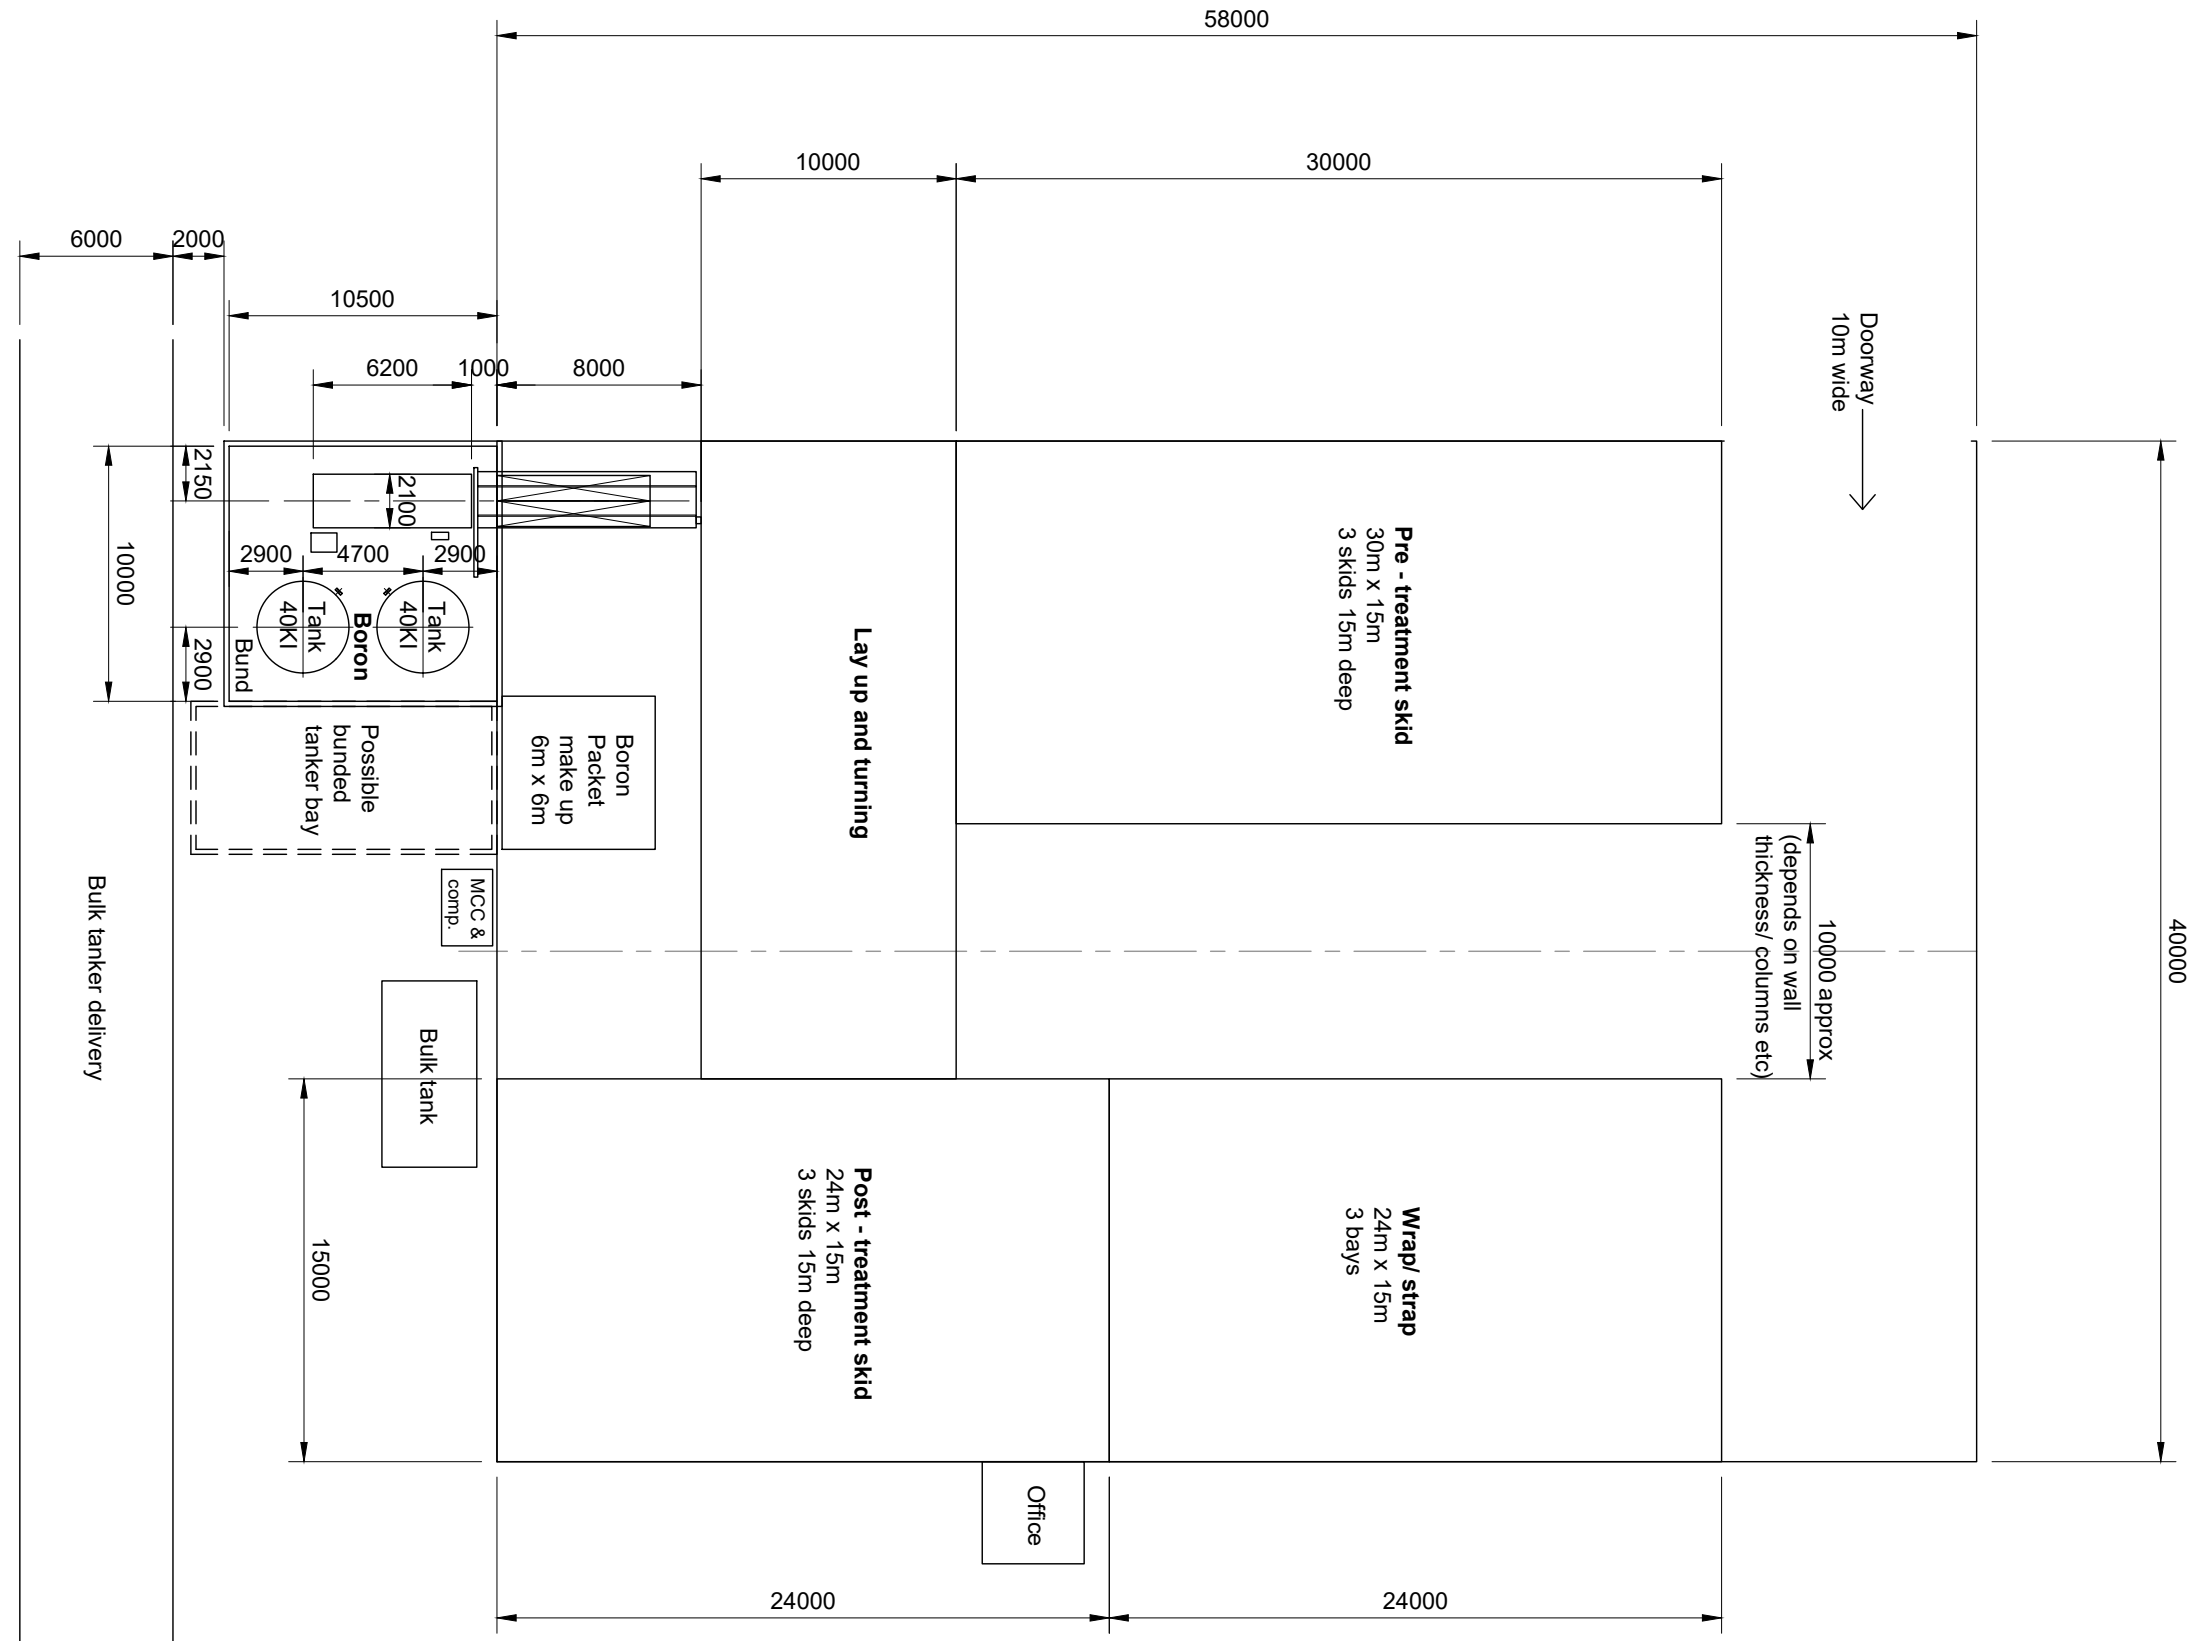 58000
10000
30000
6000
2000
10500
6200
1000
8000
Doorway
10m wide
2150
2100
10000
2900
4700
2900
Tank
40Kl
Tank
40Kl
Boron
Bund
2900
Pre - treatment skid
30m x 15m
3 skids 15m deep
Lay up and turning
Possible
bunded
tanker bay
Boron
Packet
make up
6m x 6m
10000 approx
(depends on wall
thickness/ columns etc)
40000
MCC &
comp.
Bulk tanker delivery
Bulk tank
15000
Post - treatment skid
24m x 15m
3 skids 15m deep
Wrap/ strap
24m x 15m
3 bays
Office
24000
24000